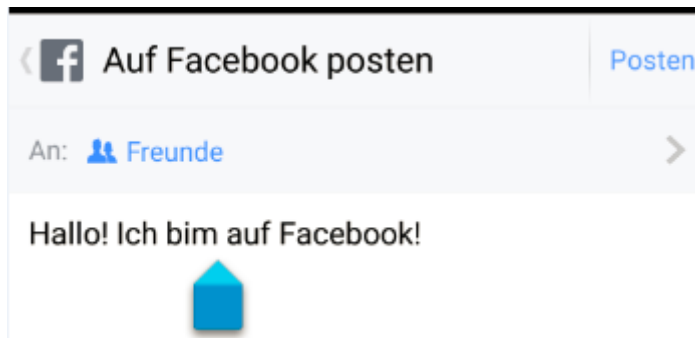 Auf Facebook posten
Posten
An: Freunde
Hallo! Ich bim auf Facebook!